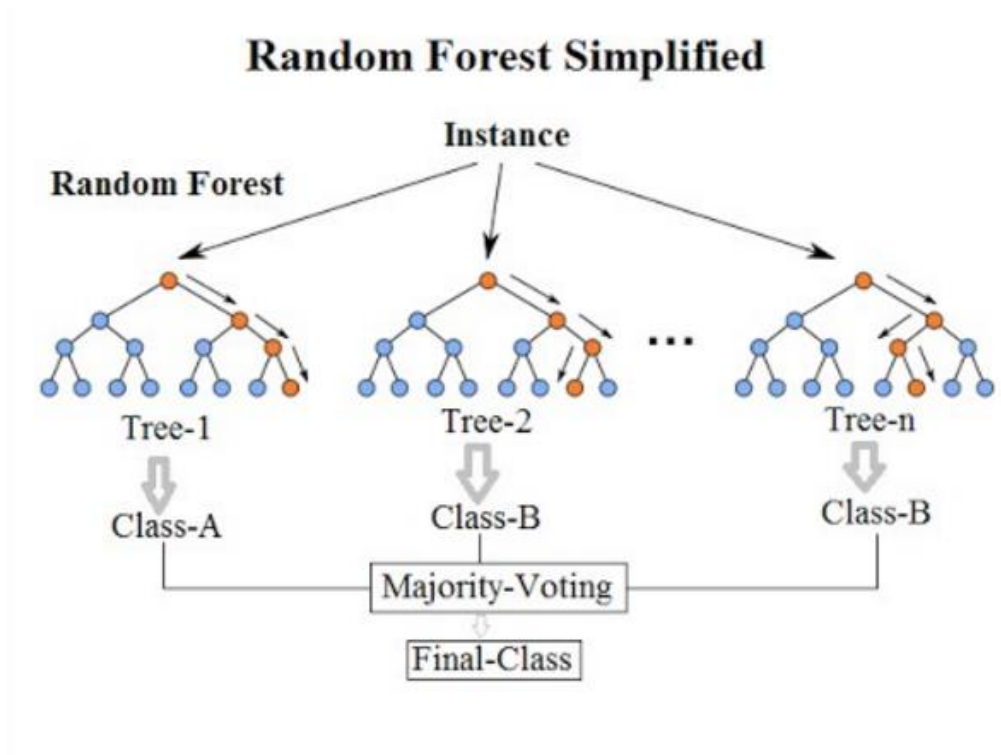 Random Forest Simplified
Instance
Random Forest
...
Tree-1
Tree-2
Tree-n
Class-A
Class-B
Class-B
Majority-Voting
Final-Class